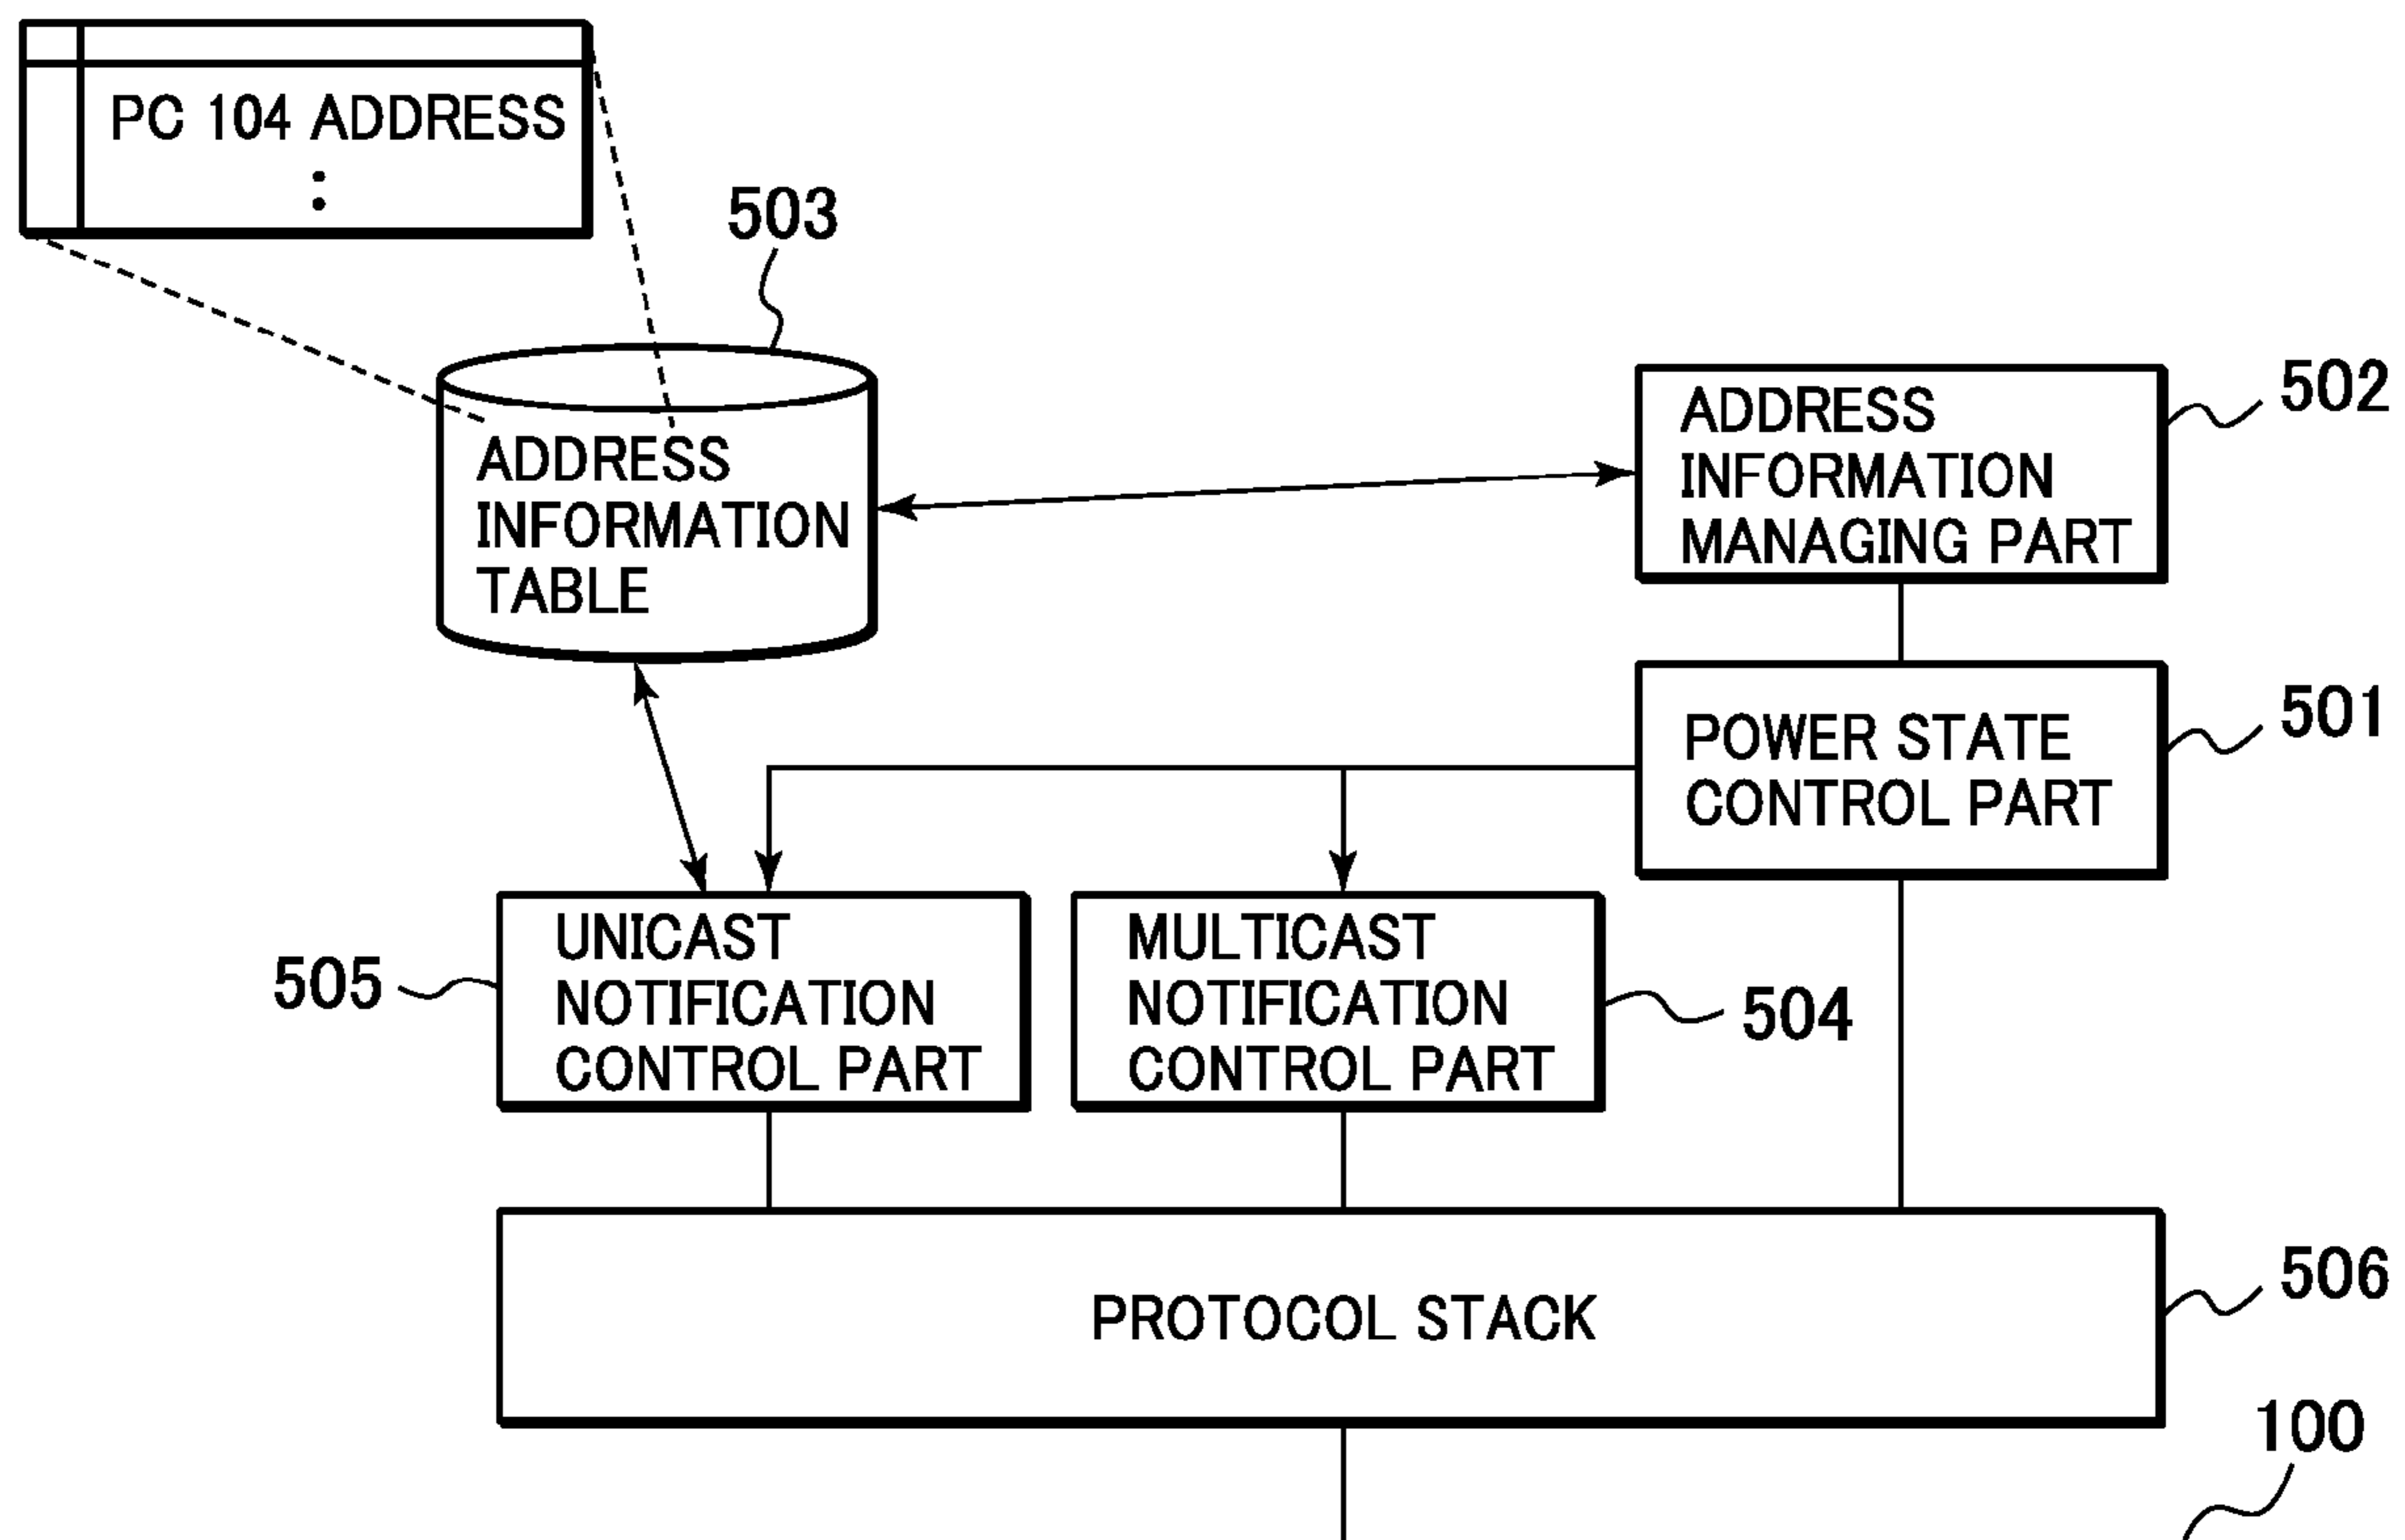 PC 104 ADDRESS
:
503
ADDRESS
INFORMATION
TABLE
502
ADDRESS
INFORMATION
MANAGING PART
501
POWER STATE
CONTROL PART
505
UNICAST
NOTIFICATION
CONTROL PART
MULTICAST
NOTIFICATION
CONTROL PART
504
PROTOCOL STACK
506
100